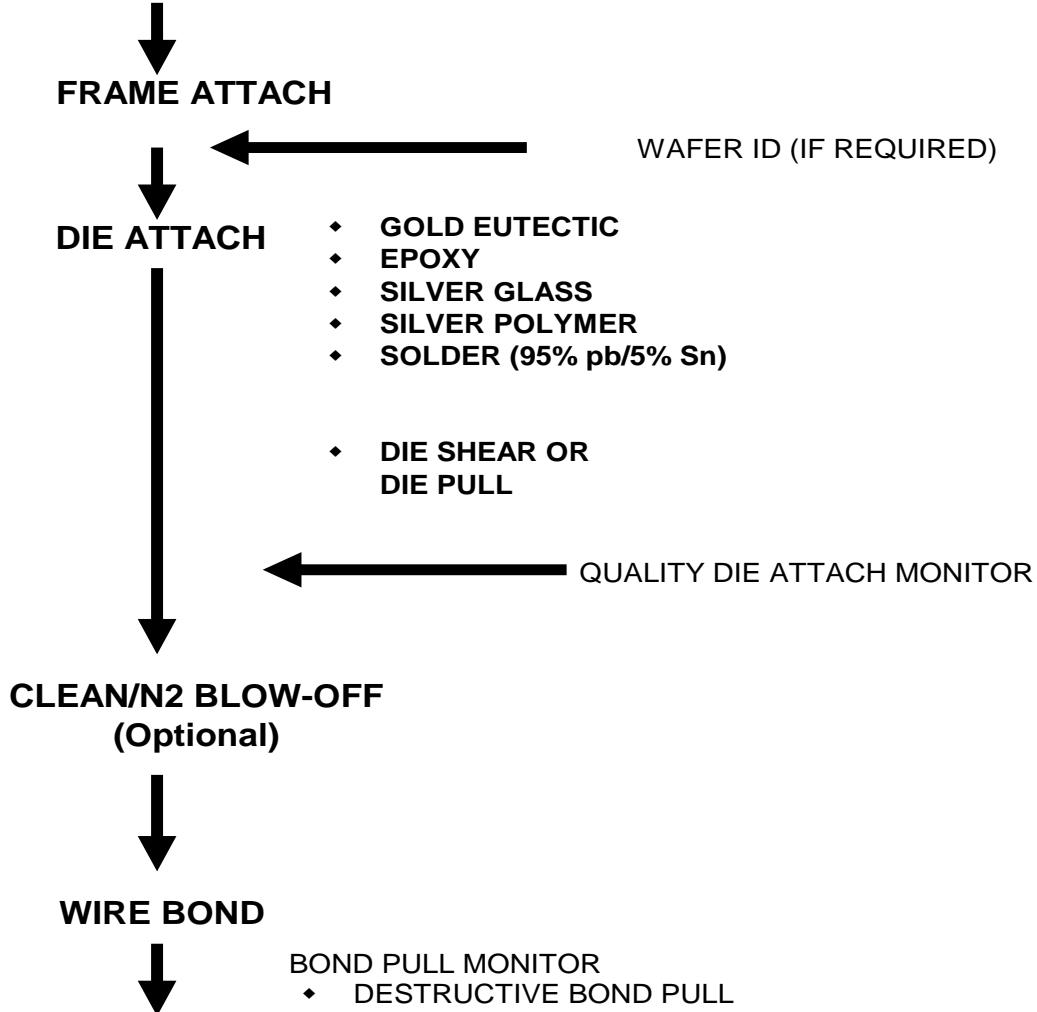 FRAME ATTACH
WAFER ID (IF REQUIRED)
DIE ATTACH
◆ GOLD EUTECTIC
◆ EPOXY
◆ SILVER GLASS
◆ SILVER POLYMER
◆ SOLDER (95% pb/5% Sn)
◆ DIE SHEAR OR
DIE PULL
QUALITY DIE ATTACH MONITOR
CLEAN/N2 BLOW-OFF
(Optional)
WIRE BOND
BOND PULL MONITOR
◆ DESTRUCTIVE BOND PULL